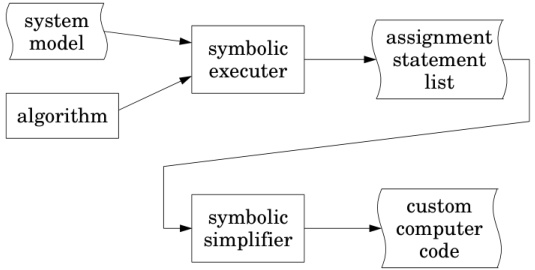 system
model
symbolic
executer
assignment
statement
list
algorithm
symbolic
simplifier
custom
computer
code